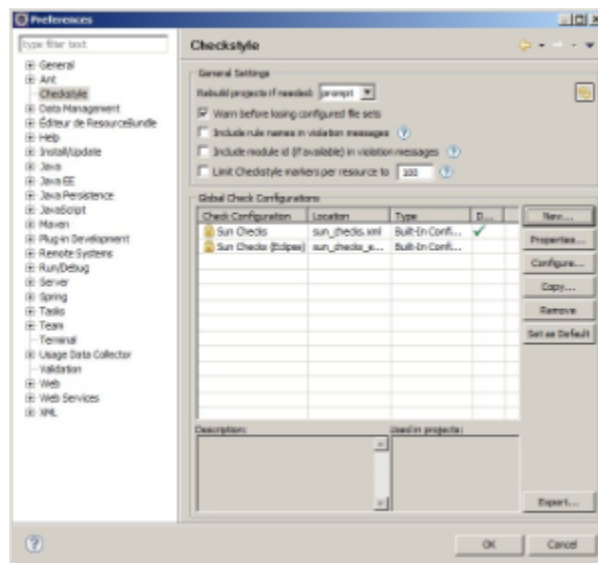 Preferences
type filter text
General
Ant
Checkstyle
Data Management
Éditeur de ResourceBundle
Help
Install/Update
Java
Java EE
Java Persistence
JavaScript
Maven
Plug-in Development
Remote Systems
Run/Debug
Server
Spring
Tasks
Team
Terminal
Usage Data Collector
Validation
Web
Web Services
XML
Checkstyle
General Settings
Rebuild projects if needed: prompt
Warn before losing configured file sets
Include rule names in violation messages
Include module id (if available) in violation messages
Limit Checkstyle markers per resource to 100
Global Check Configurations
Check Configuration Location Type D...
Sun Checks sun_checks.xml Built-In Confi...
Sun Checks (Eclipse) sun_checks_e... Built-In Confi...
New...
Properties...
Configure...
Copy...
Remove
Set as Default
Description: Used in projects:
Export...
OK Cancel